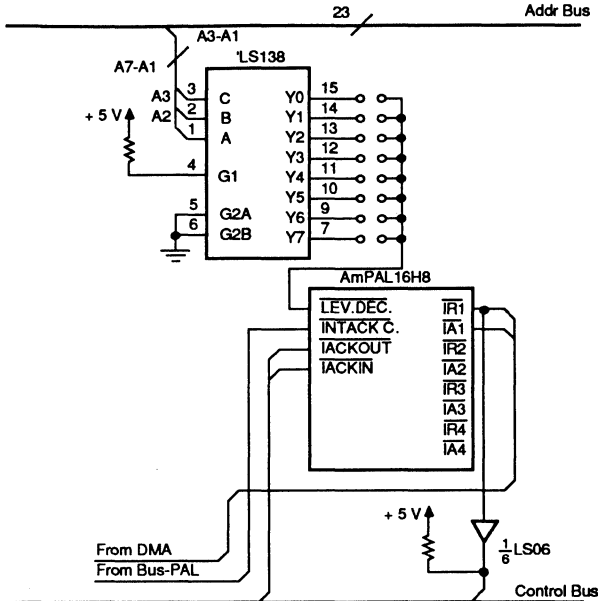 23
Addr Bus
A3-A1
'LS138
A7-A1
A3
3
C
Y0
15
A2
2
B
Y1
14
+ 5 V
1
A
Y2
13
Y3
12
4
G1
Y4
11
Y5
10
5
G2A
Y6
9
6
G2B
Y7
7
AmPAL16H8
LEV.DEC.
IR1
INTACK C.
IA1
IACKOUT
IR2
IACKIN
IA2
IR3
IA3
IR4
IA4
+ 5 V
1/6 LS06
From DMA
From Bus-PAL
Control Bus